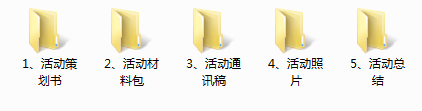 1、活动策
划书
2、活动材
料包
3、活动通
讯稿
4、活动照
片
5、活动总
结